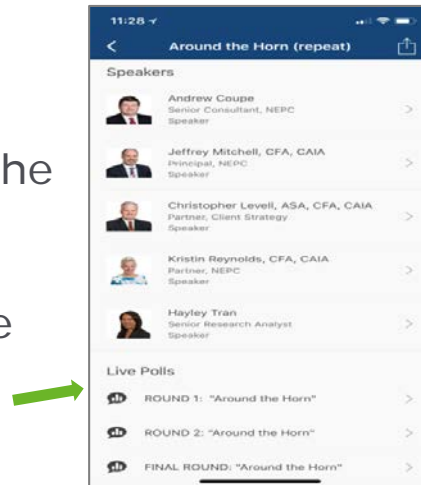 he
e
11:28
Around the Horn (repeat)
Speakers
Andrew Coupe
Senior Consultant, NEPC
Speaker
Jeffrey Mitchell, CFA, CAIA
Principal, NEPC
Speaker
Christopher Levell, ASA, CFA, CAIA
Partner, Client Strategy
Speaker
Kristin Reynolds, CFA, CAIA
Partner, NEPC
Speaker
Hayley Tran
Senior Research Analyst
Speaker
Live Polls
ROUND 1: "Around the Horn"
ROUND 2: "Around the Horn"
FINAL ROUND: "Around the Horn"